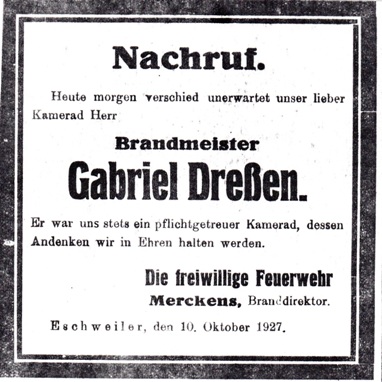 Nachruf.
Heute morgen verschied unerwartet unser lieber
Kamerad Herr
Brandmeister
Gabriel Dreßen.
Er war uns stets ein pflichtgetreuer Kamerad, dessen
Andenken wir in Ehren halten werden.
Die freiwillige Feuerwehr
Merckens, Branddirektor.
Eschweiler, den 10. Oktober 1927.